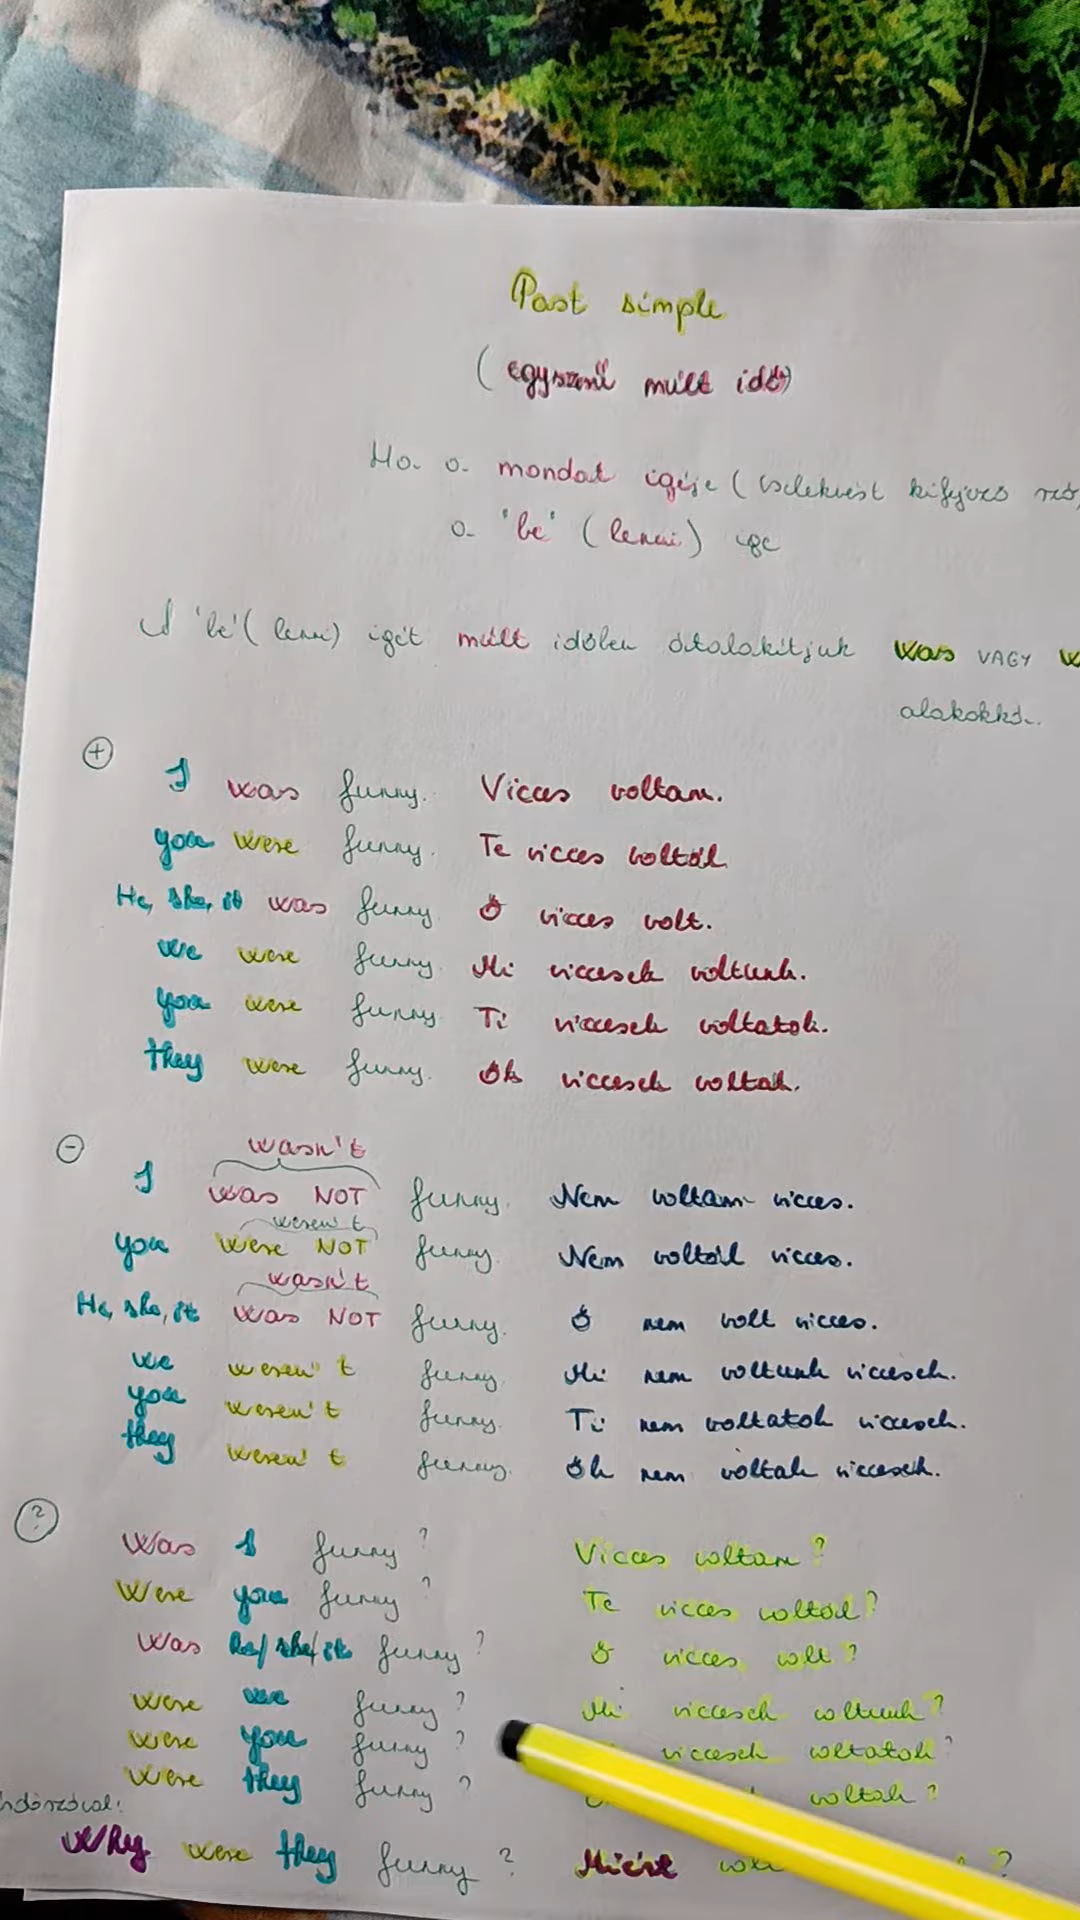 Past simple
(egyszerű múlt idő)
Ha a mondat igéje (cselekvést kifejező szó,
a 'be' (lenni) ige
A 'be' (lenni) igét múlt időben átalakítjuk was VAGY
alakokká.
+
I was funny. Vicces voltam.
you were funny. Te vicces voltál
He, she, it was funny. Ő vicces volt.
we were funny. Mi viccesek voltunk.
you were funny. Ti viccesek voltatok.
they were funny. Ők viccesek voltak.
-
wasn't
I was NOT funny. Nem voltam vicces.
weren't
you were NOT funny. Nem voltál vicces.
wasn't
He, she, it was NOT funny. Ő nem volt vicces.
we weren't funny. Mi nem voltunk viccesek.
you weren't funny. Ti nem voltatok viccesek.
they weren't funny. Ők nem voltak viccesek.
?
Was I funny? Vicces voltam?
Were you funny? Te vicces voltál?
Was he/she/it funny? Ő vicces volt?
Were we funny? Mi viccesek voltunk?
Were you funny? viccesek voltatok?
Were they funny? voltak?
Why were they funny? Miért